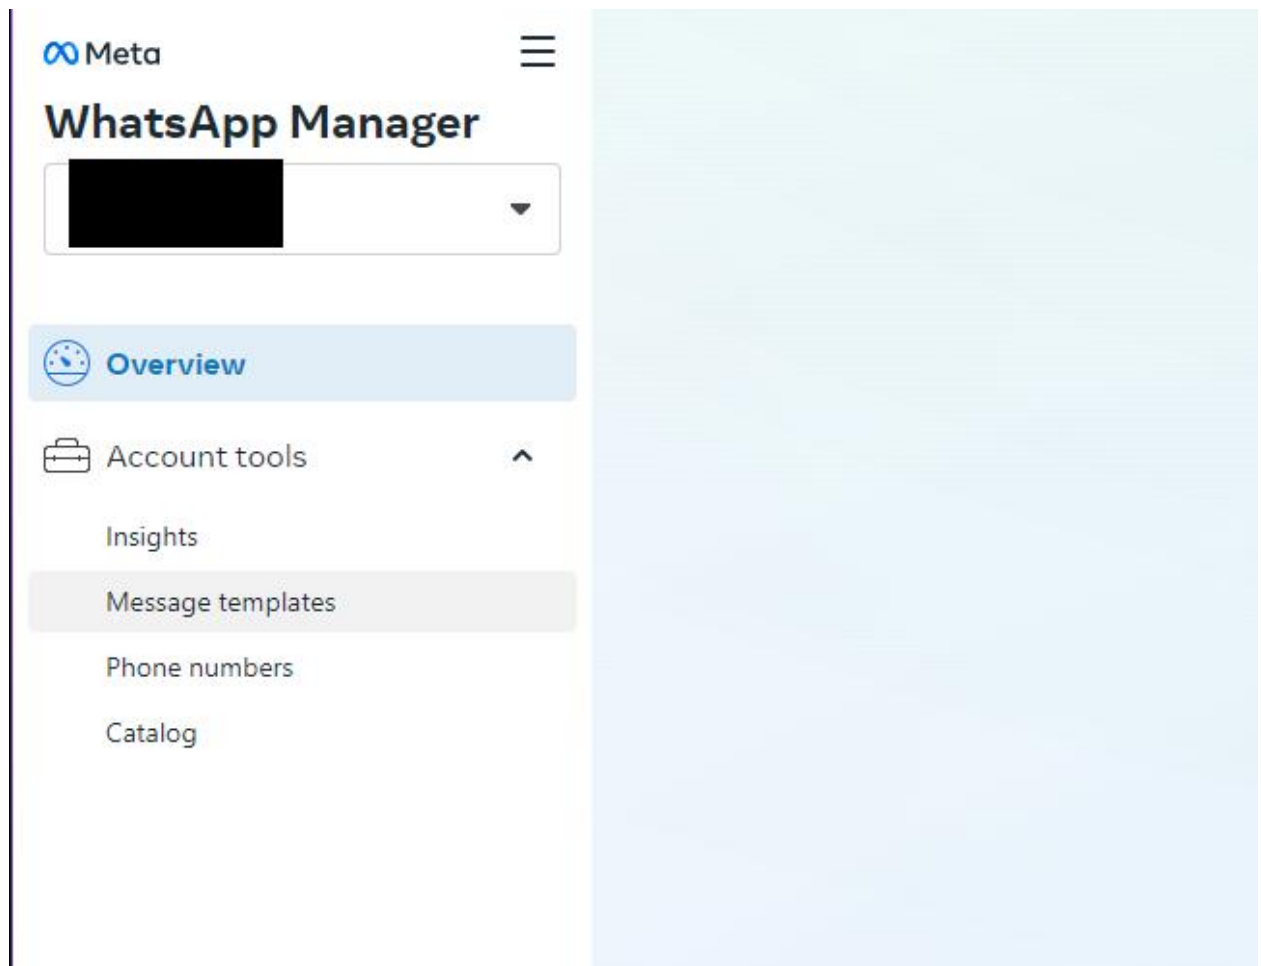 Meta
WhatsApp Manager
Overview
Account tools
Insights
Message templates
Phone numbers
Catalog